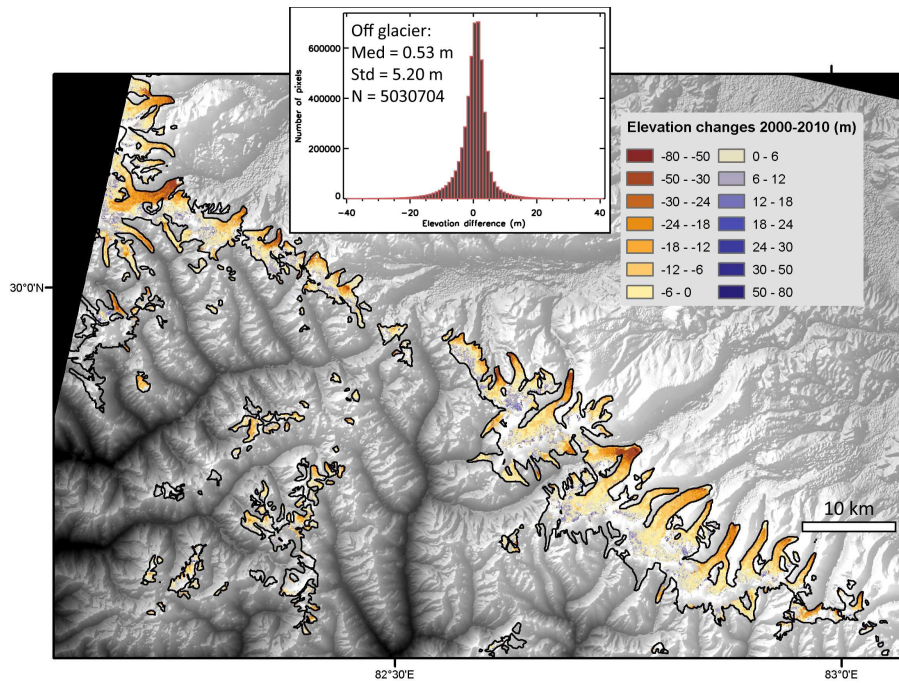 Off glacier:
Med = 0.53 m
Std = 5.20 m
N = 5030704
Number of pixels
600000
400000
200000
0
−40
−20
0
20
40
Elevation difference (m)
Elevation changes 2000-2010 (m)
-80 - -50
0 - 6
-50 - -30
6 - 12
-30 - -24
12 - 18
-24 - -18
18 - 24
-18 - -12
24 - 30
-12 - -6
30 - 50
-6 - 0
50 - 80
30°0'N
10 km
82°30'E
83°0'E